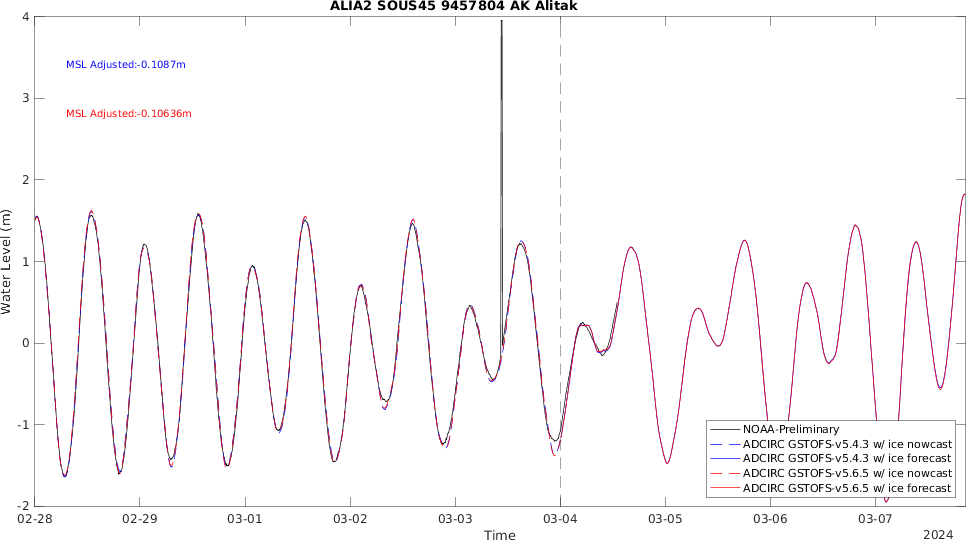 ALIA2 SOUS45 9457804 AK Alitak
4
MSL Adjusted:-0.1087m
3
MSL Adjusted:-0.10636m
2
1
0
-1
-2
Water Level (m)
NOAA-Preliminary
ADCIRC GSTOFS-v5.4.3 w/ ice nowcast
ADCIRC GSTOFS-v5.4.3 w/ ice forecast
ADCIRC GSTOFS-v5.6.5 w/ ice nowcast
ADCIRC GSTOFS-v5.6.5 w/ ice forecast
02-28 02-29 03-01 03-02 03-03 03-04 03-05 03-06 03-07
Time
2024